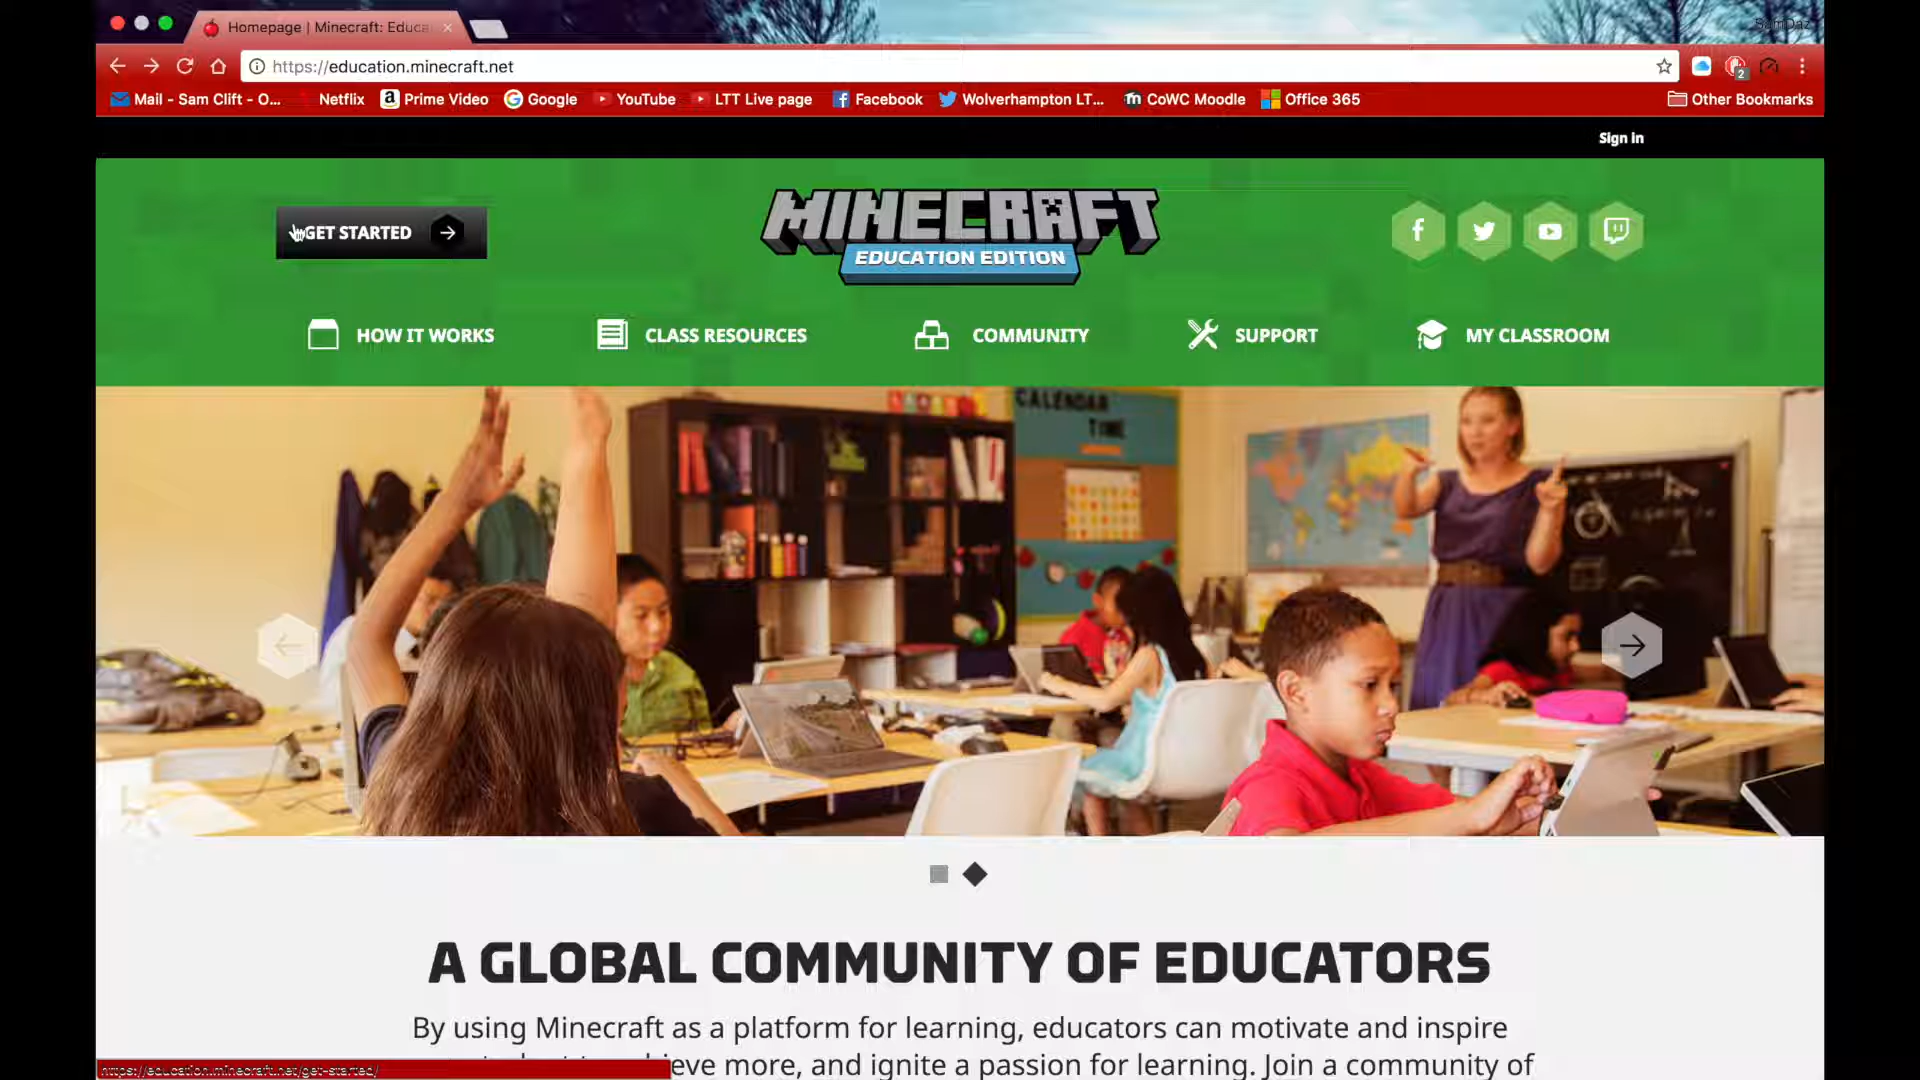 SamDaz
Homepage | Minecraft: Educa
https://education.minecraft.net
2
Mail - Sam Clift - O... Netflix Prime Video Google YouTube LTT Live page Facebook Wolverhampton LT... CoWC Moodle Office 365 Other Bookmarks
Sign in
GET STARTED
MINECRAFT
EDUCATION EDITION
HOW IT WORKS CLASS RESOURCES COMMUNITY SUPPORT MY CLASSROOM
CALENDAR
TIME
A GLOBAL COMMUNITY OF EDUCATORS
By using Minecraft as a platform for learning, educators can motivate and inspire
eve more, and ignite a passion for learning. Join a community of
https://education.minecraft.net/get-started/